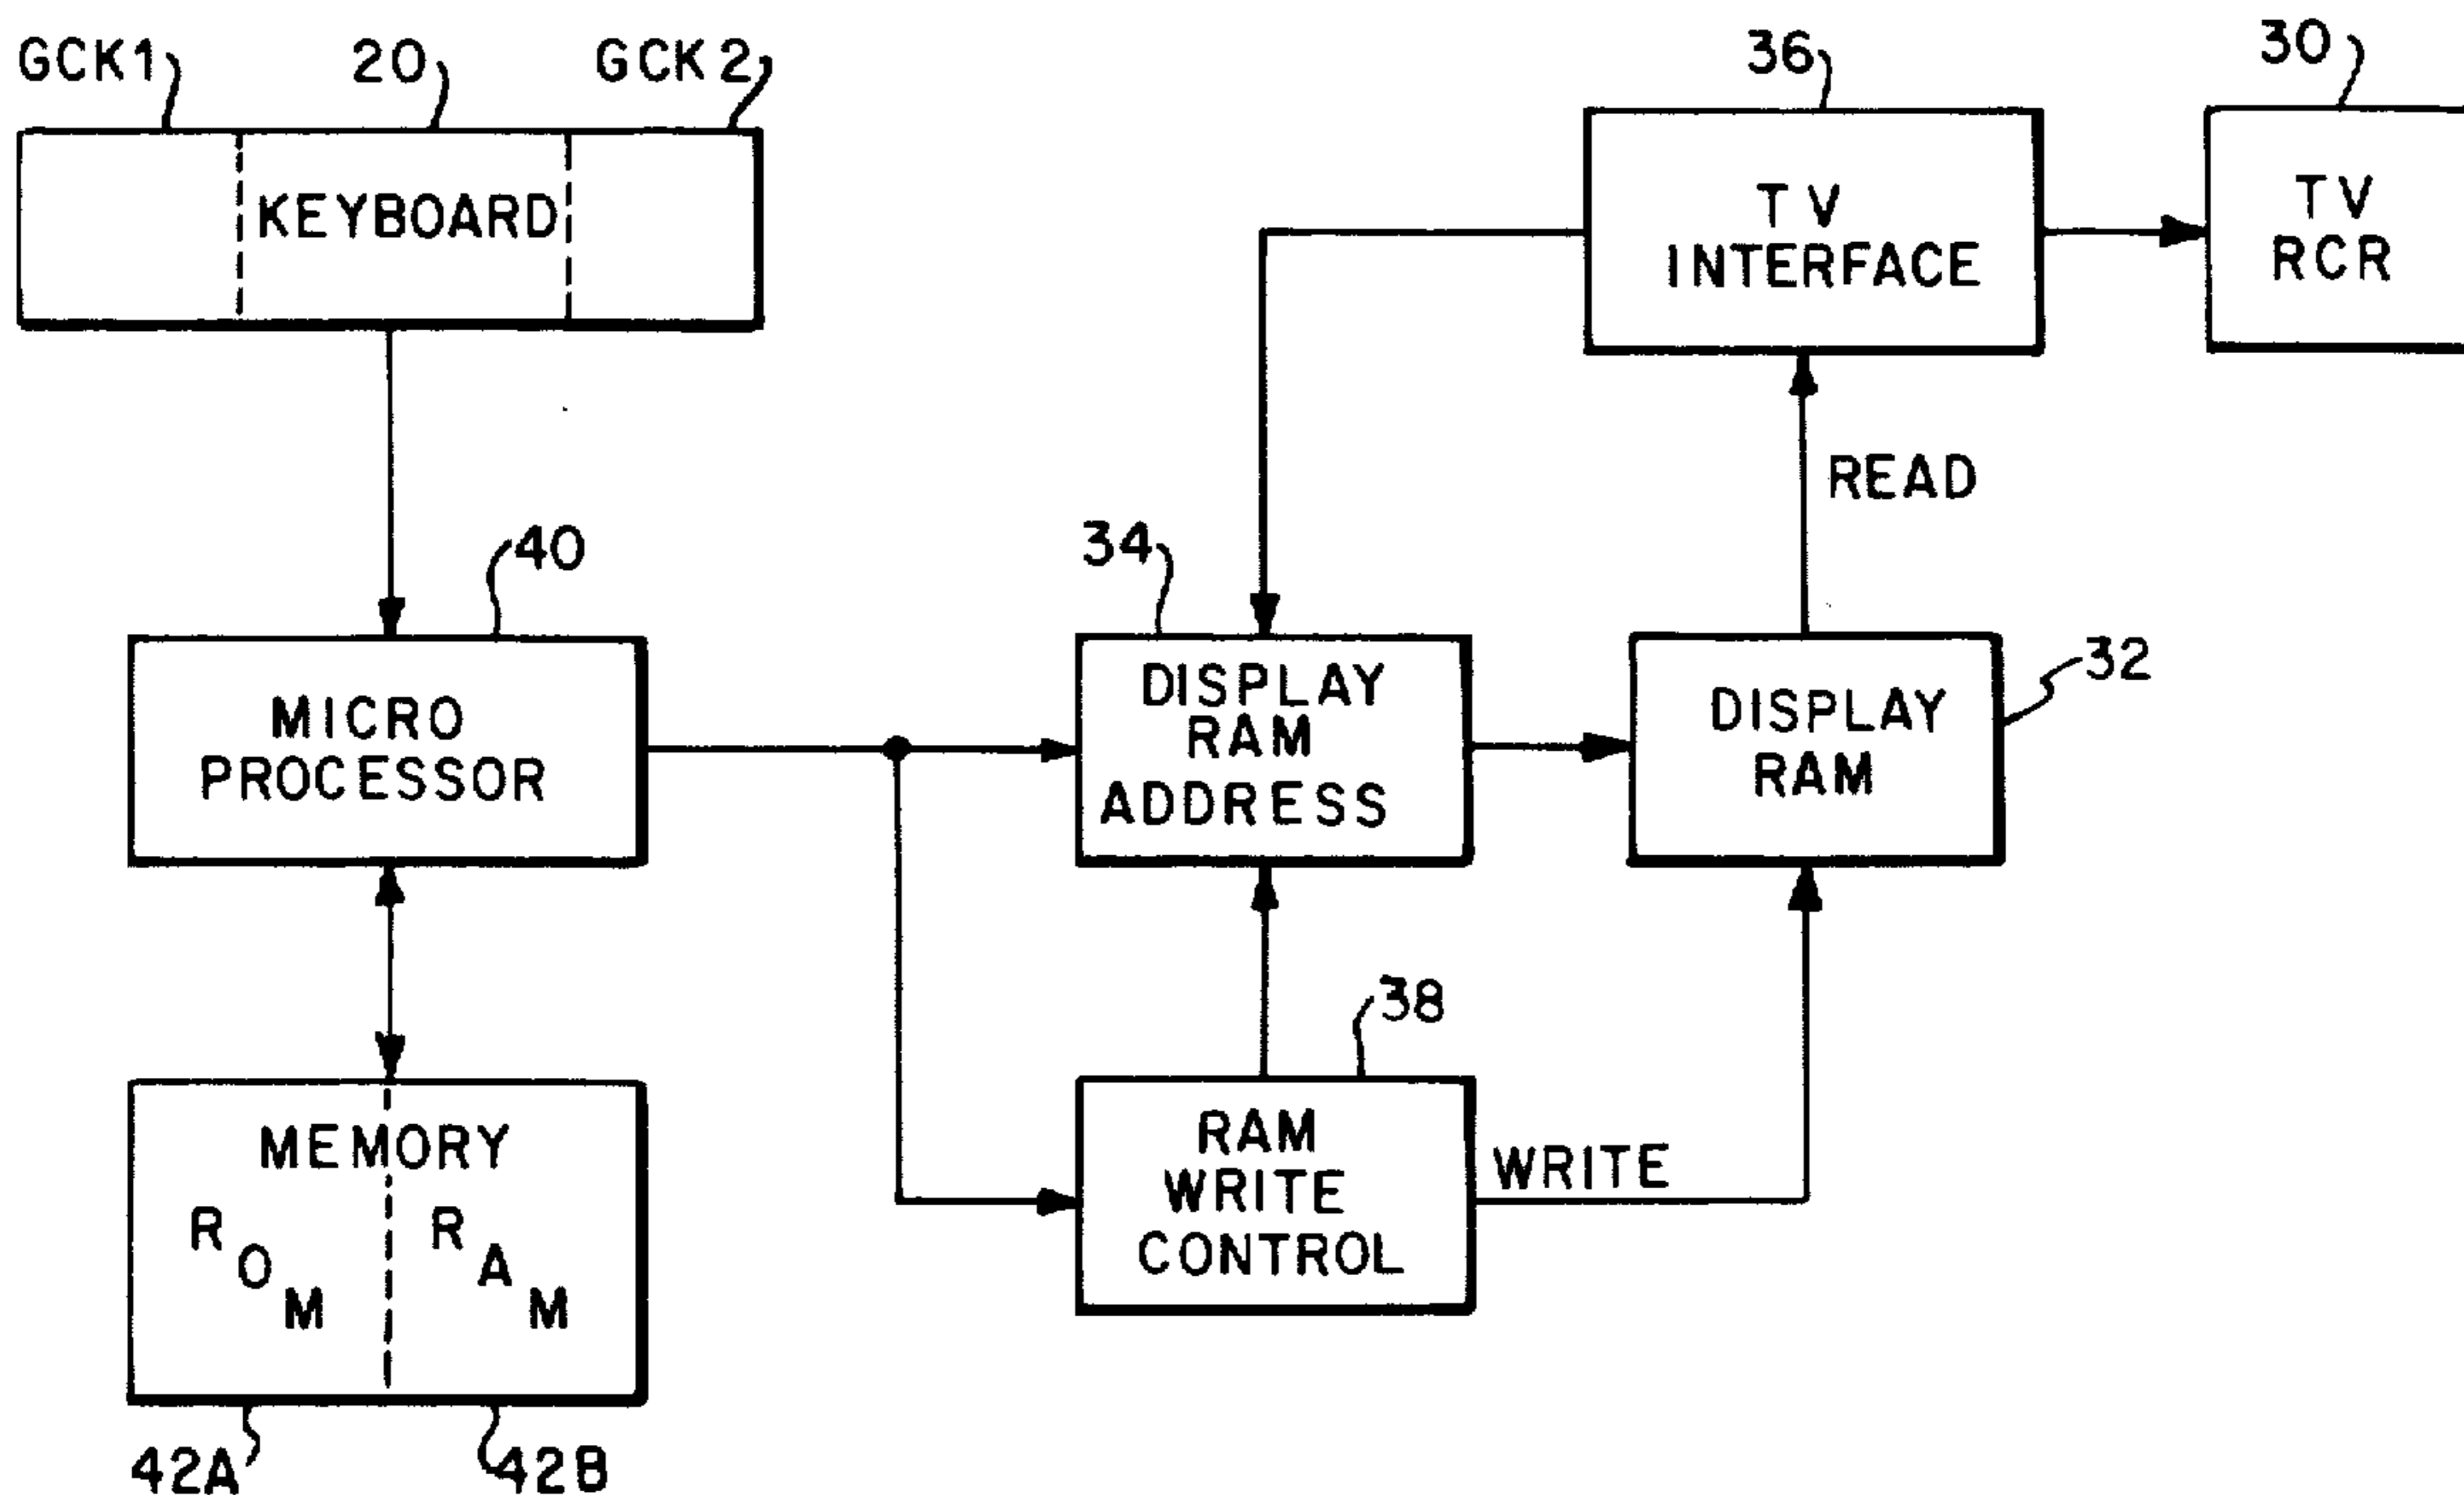 GCK1
20
GCK2
36
30
KEYBOARD
TV
INTERFACE
TV
RCR
READ
40
34
32
MICRO
PROCESSOR
DISPLAY
RAM
ADDRESS
DISPLAY
RAM
38
MEMORY
ROM
RAM
RAM
WRITE
CONTROL
WRITE
42A
42B